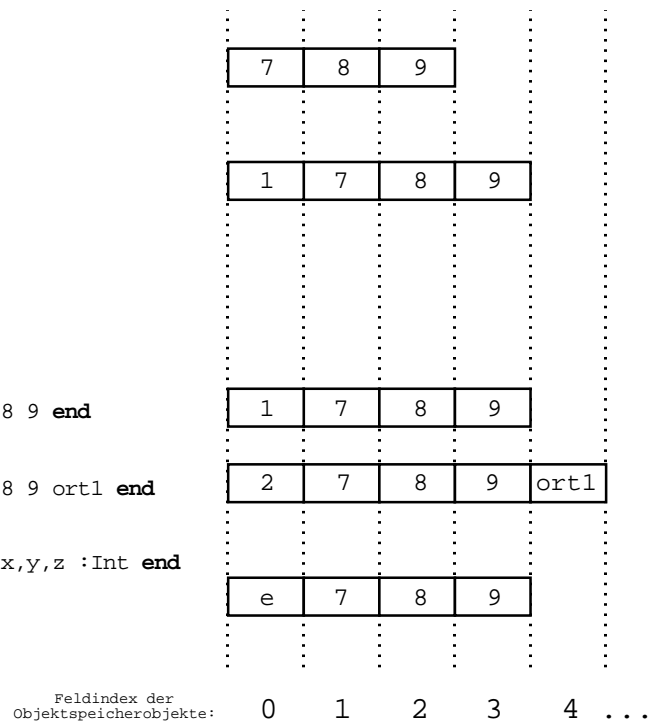 7 8 9
1 7 8 9
8 9 end
1 7 8 9
8 9 ort1 end
2 7 8 9 ort1
x,y,z :Int end
e 7 8 9
Feldindex der
Objektspeicherobjekte:
0 1 2 3 4 ...